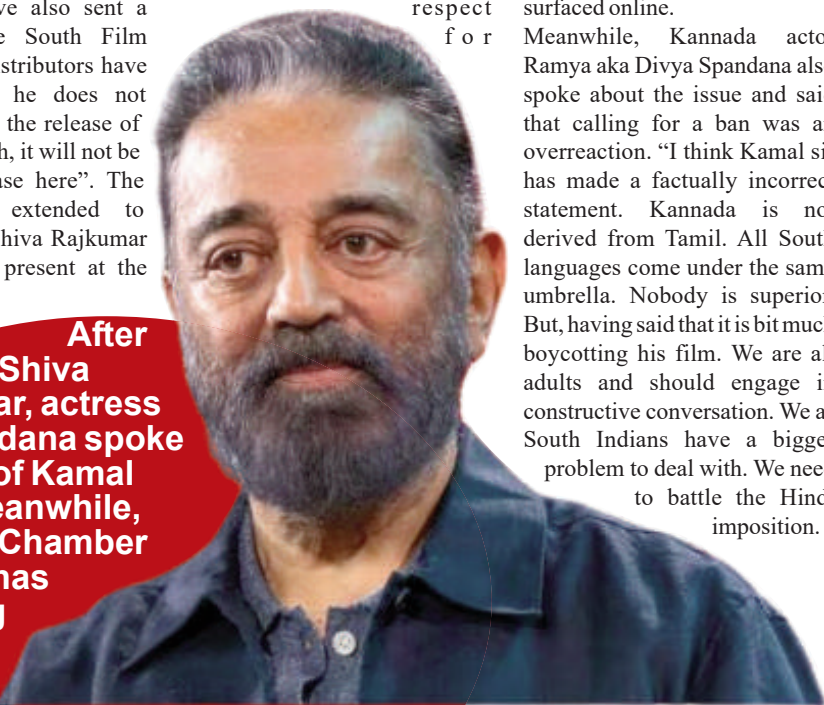 ve also sent a
e South Film
stributors have
he does not
the release of
h, it will not be
ase here”. The
extended to
hiva Rajkumar
present at the
After
Shiva
ar, actress
dana spoke
of Kamal
eanwhile,
Chamber
has
g
respect
for
surfaced online.
Meanwhile, Kannada acto
Ramya aka Divya Spandana als
spoke about the issue and sai
that calling for a ban was a
overreaction. “I think Kamal si
has made a factually incorrec
statement. Kannada is no
derived from Tamil. All Sout
languages come under the sam
umbrella. Nobody is superior
But, having said that it is bit muc
boycotting his film. We are al
adults and should engage i
constructive conversation. We a
South Indians have a bigge
problem to deal with. We nee
to battle the Hind
imposition.